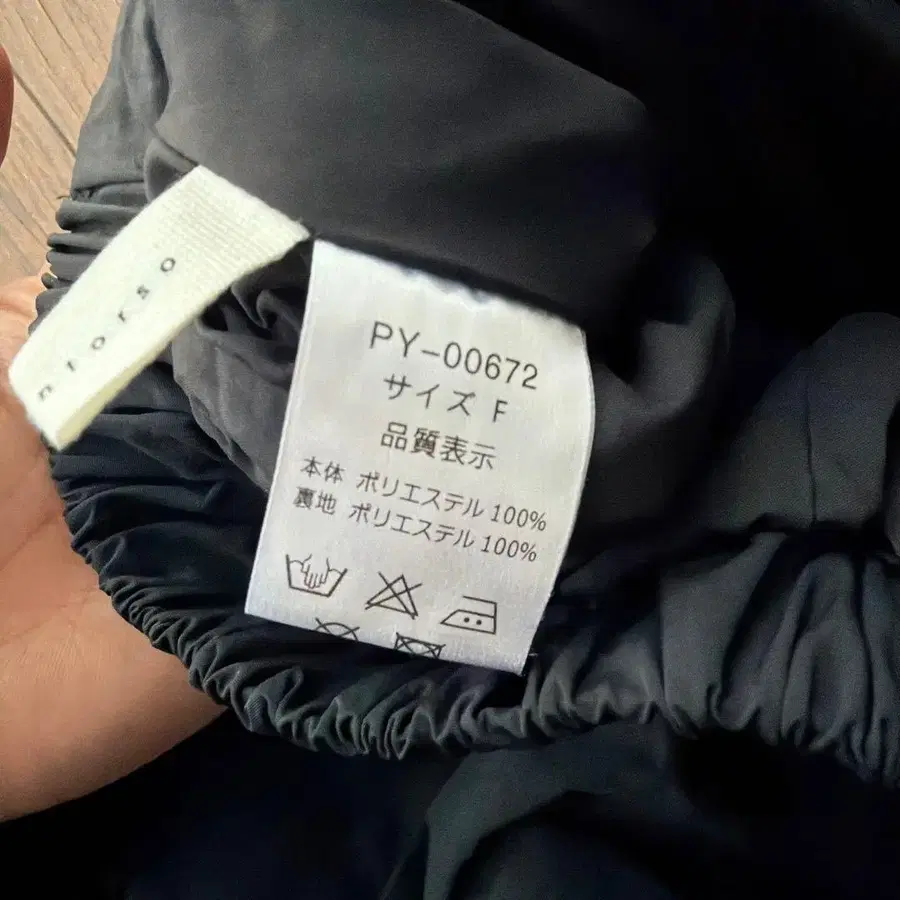 ntorso
PY-00672
サイズ F
品質表示
本体 ポリエステル 100%
裏地 ポリエステル 100%